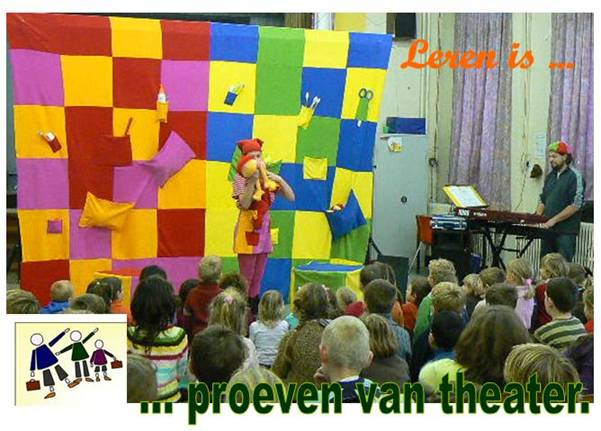 Leren is ...
... proeven van theater.